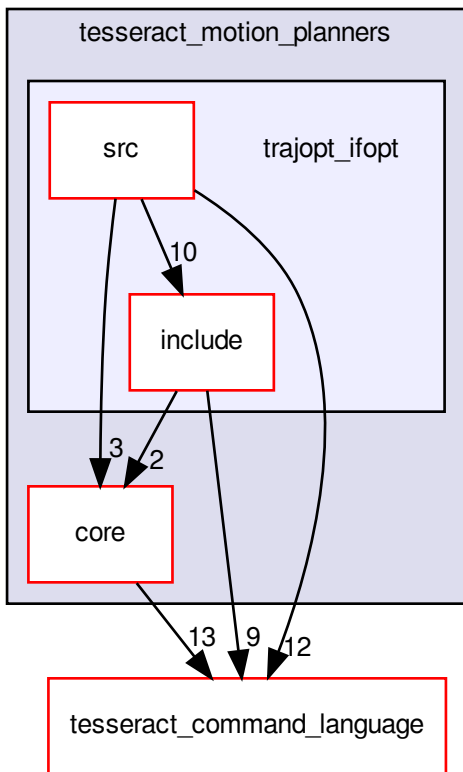 tesseract_motion_planners
src
trajopt_ifopt
10
include
3
2
core
13
9
12
tesseract_command_language